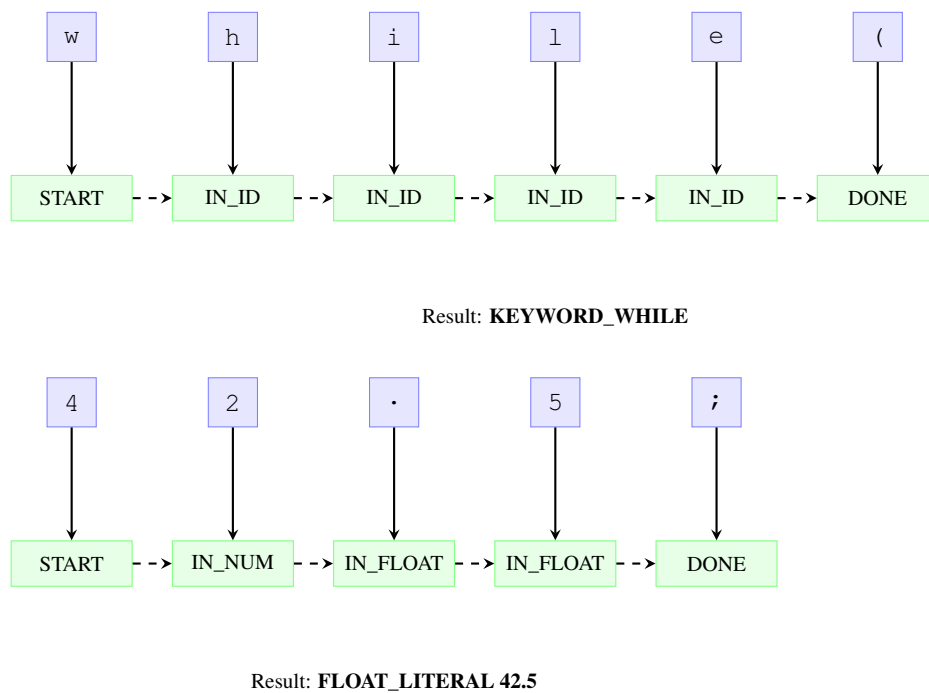 w h i l e (
START IN_ID IN_ID IN_ID IN_ID DONE
Result: KEYWORD_WHILE
4 2 . 5 ;
START IN_NUM IN_FLOAT IN_FLOAT DONE
Result: FLOAT_LITERAL 42.5